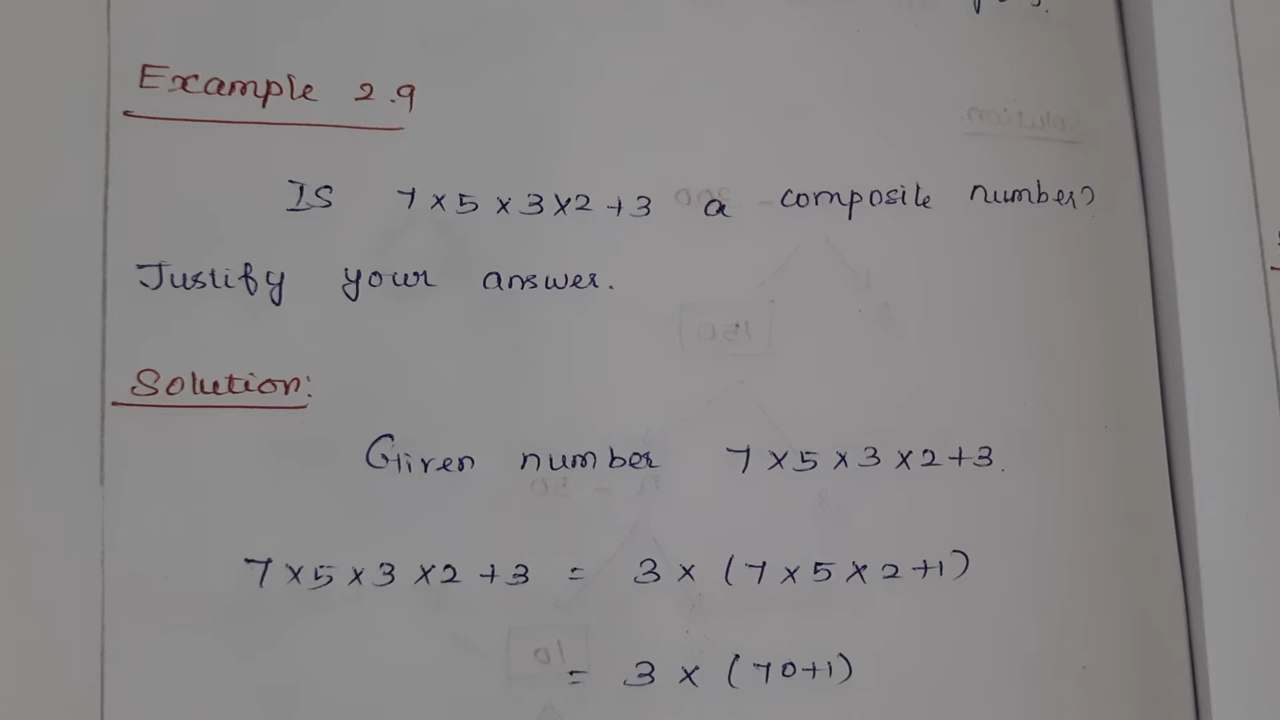 Example 2.9
Is 7×5×3×2+3 a composite number?
Justify your answer.
Solution:
Given number 7×5×3×2+3.
7×5×3×2+3 = 3×(7×5×2+1)
= 3×(70+1)